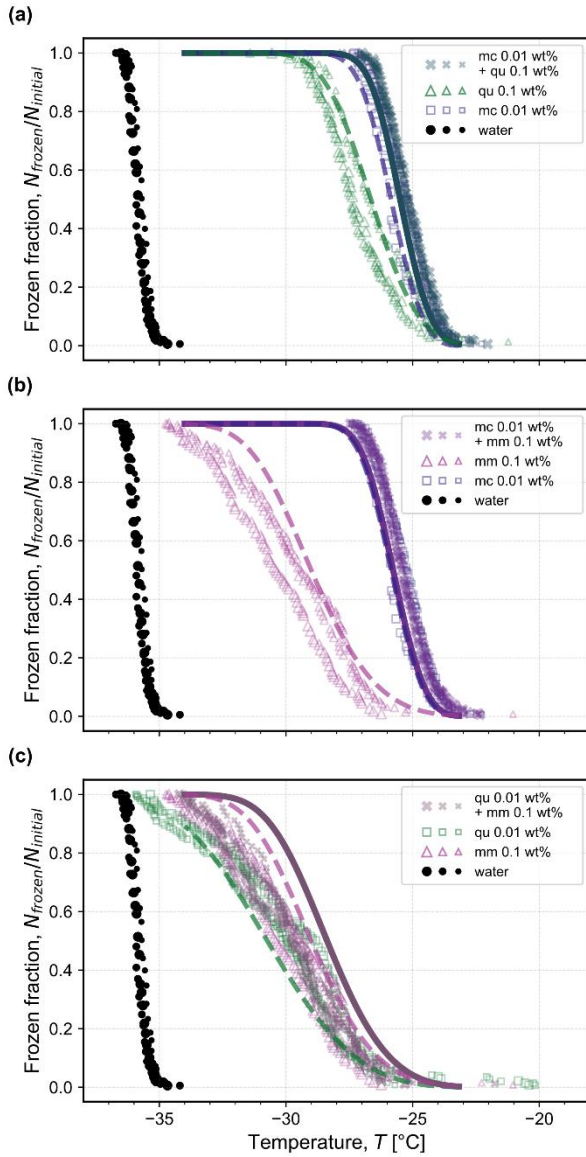 (a)
1.0
0.8
0.6
0.4
0.2
0.0
Frozen fraction, N_frozen/N_initial
mc 0.01 wt%
+ qu 0.1 wt%
qu 0.1 wt%
mc 0.01 wt%
water
(b)
1.0
0.8
0.6
0.4
0.2
0.0
Frozen fraction, N_frozen/N_initial
mc 0.01 wt%
+ mm 0.1 wt%
mm 0.1 wt%
mc 0.01 wt%
water
(c)
1.0
0.8
0.6
0.4
0.2
0.0
Frozen fraction, N_frozen/N_initial
qu 0.01 wt%
+ mm 0.1 wt%
qu 0.01 wt%
mm 0.1 wt%
water
−35 −30 −25 −20
Temperature, T [°C]